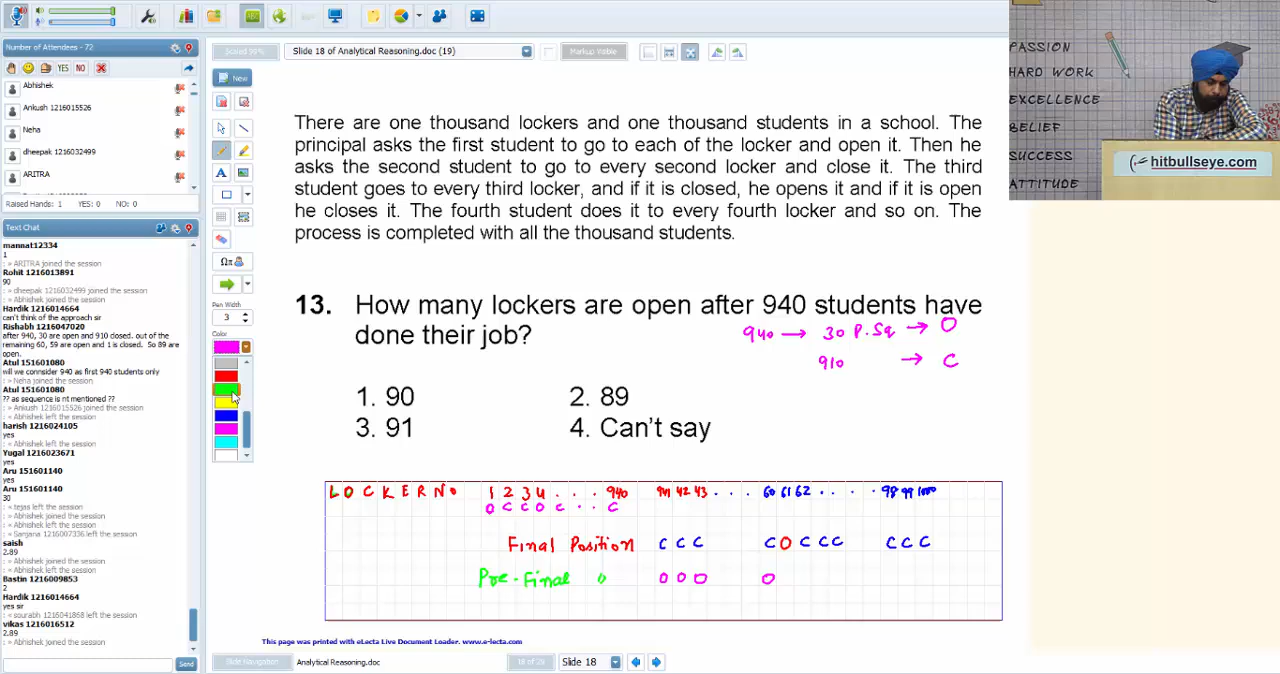 Number of Attendees - 72
YES NO
Abhishek
Ankush 1216015526
Neha
dheepak 1216032499
ARITRA
Raised Hands: 1 YES: 0 NO: 0
Text Chat
mannat12334
1
: » ARITRA joined the session
Rohit 1213013891
90
: » dheepak 1216032499 joined the session
: » Abhishek joined the session
Hardik 1216014664
can't think of the approach sir
Rishabh 1216047020
after 940, 30 are open and 910 closed. out of the remaining 60, 59 are open and 1 is closed. So 89 are open.
Atul 151601080
will we connsider 940 as first 940 students only
: » Neha joined the session
Atul 151601080
?? as sequence is nt mentioned ??
: » Ankush 1216015526 joined the session
: « Abhishek left the session
harish 1216024105
yes
: « Abhishek left the session
Yugal 1216023671
yes
Aru 151601140
yes
Aru 151601140
30
: « tejas left the session
: » Abhishek joined the session
: » Sanjana 1216007336 joined the session
saish
2.89
: » Abhishek joined the session
Bastin 1216009853
2
Hardik 1216014664
yes sir
: » sourabh 1216041868 left the session
vikas 1216016512
2.89
: » Abhishek joined the session
Send
Scaled 99%
Slide 18 of Analytical Reasoning.doc (19)
Markup Visible
New
ABC
A
Ωπ
Pen Width
3
Color
There are one thousand lockers and one thousand students in a school. The
principal asks the first student to go to each of the locker and open it. Then he
asks the second student to go to every second locker and close it. The third
student goes to every third locker, and if it is closed, he opens it and if it is open
he closes it. The fourth student does it to every fourth locker and so on. The
process is completed with all the thousand students.
13. How many lockers are open after 940 students have
done their job?
940 → 30 P.Sq → O
910 → C
1. 90 2. 89
3. 91 4. Can't say
LOCKER No 1 2 3 4 . . . 940 941 42 43 . . . 60 61 62 . . . . . 98 99 1000
O C C O C . . . C
Final Position C C C C O C C C C C C
Pre-Final " O O O O
This page was printed with eLecta Live Document Loader. www.e-lecta.com
Slide Navigation Analytical Reasoning.doc Slide 18
PASSION
HARD WORK
EXCELLENCE
BELIEF
SUCCESS
ATTITUDE
hitbullseye.com